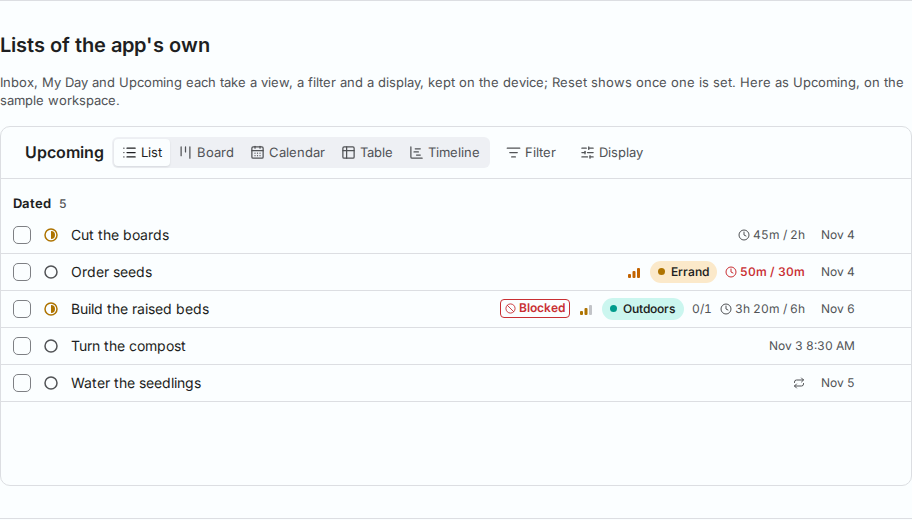 Lists of the app's own
Inbox, My Day and Upcoming each take a view, a filter and a display, kept on the device; Reset shows once one is set. Here as Upcoming, on the
sample workspace.
Upcoming List Board Calendar Table Timeline Filter Display
Dated 5
Cut the boards 45m / 2h Nov 4
Order seeds Errand 50m / 30m Nov 4
Build the raised beds Blocked Outdoors 0/1 3h 20m / 6h Nov 6
Turn the compost Nov 3 8:30 AM
Water the seedlings Nov 5